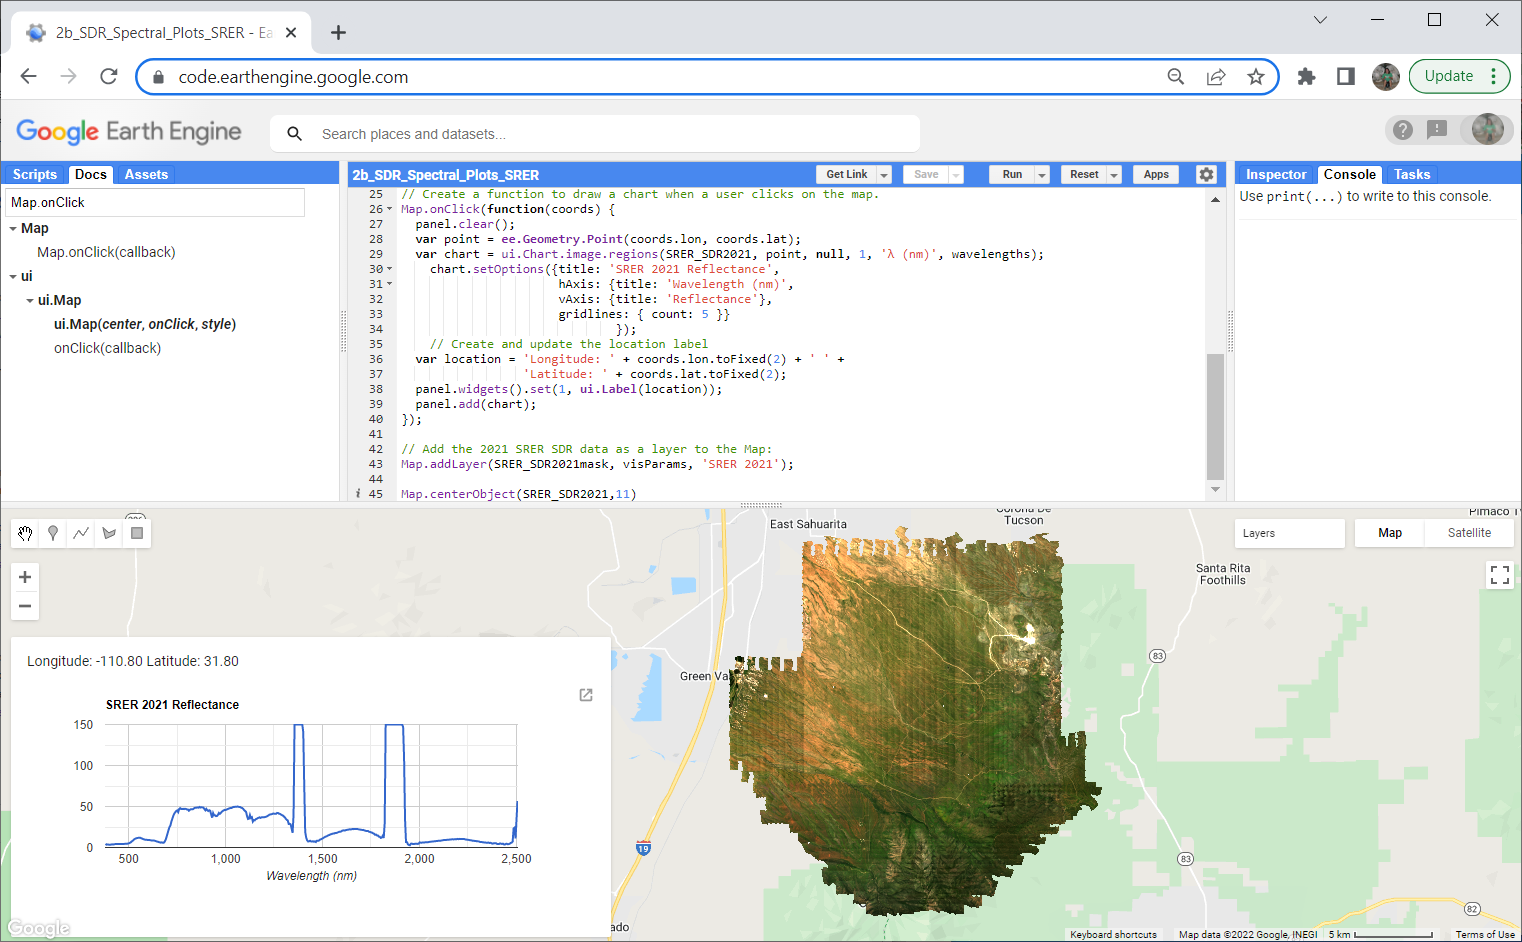 2b_SDR_Spectral_Plots_SRER - Ea
code.earthengine.google.com
Update
Google Earth Engine
Search places and datasets...
Scripts Docs Assets
Map.onClick
Map
Map.onClick(callback)
ui
ui.Map
ui.Map(center, onClick, style)
onClick(callback)
2b_SDR_Spectral_Plots_SRER
Get Link Save Run Reset Apps
25 // Create a function to draw a chart when a user clicks on the map.
26 Map.onClick(function(coords) {
27 panel.clear();
28 var point = ee.Geometry.Point(coords.lon, coords.lat);
29 var chart = ui.Chart.image.regions(SRER_SDR2021, point, null, 1, 'λ (nm)', wavelengths);
30 chart.setOptions({title: 'SRER 2021 Reflectance',
31 hAxis: {title: 'Wavelength (nm)',
32 vAxis: {title: 'Reflectance'},
33 gridlines: { count: 5 }}
34 });
35 // Create and update the location label
36 var location = 'Longitude: ' + coords.lon.toFixed(2) + ' ' +
37 'Latitude: ' + coords.lat.toFixed(2);
38 panel.widgets().set(1, ui.Label(location));
39 panel.add(chart);
40 });
41
42 // Add the 2021 SRER SDR data as a layer to the Map:
43 Map.addLayer(SRER_SDR2021mask, visParams, 'SRER 2021');
44
i 45 Map.centerObject(SRER_SDR2021,11)
Inspector Console Tasks
Use print(...) to write to this console.
East Sahuarita
Corona De
Tucson
Layers
Map Satellite
Santa Rita
Foothills
83
Green Va
19
83
82
ado
Longitude: -110.80 Latitude: 31.80
SRER 2021 Reflectance
150
100
50
0
500 1,000 1,500 2,000 2,500
Wavelength (nm)
Google
Keyboard shortcuts Map data ©2022 Google, INEGI 5 km Terms of Use